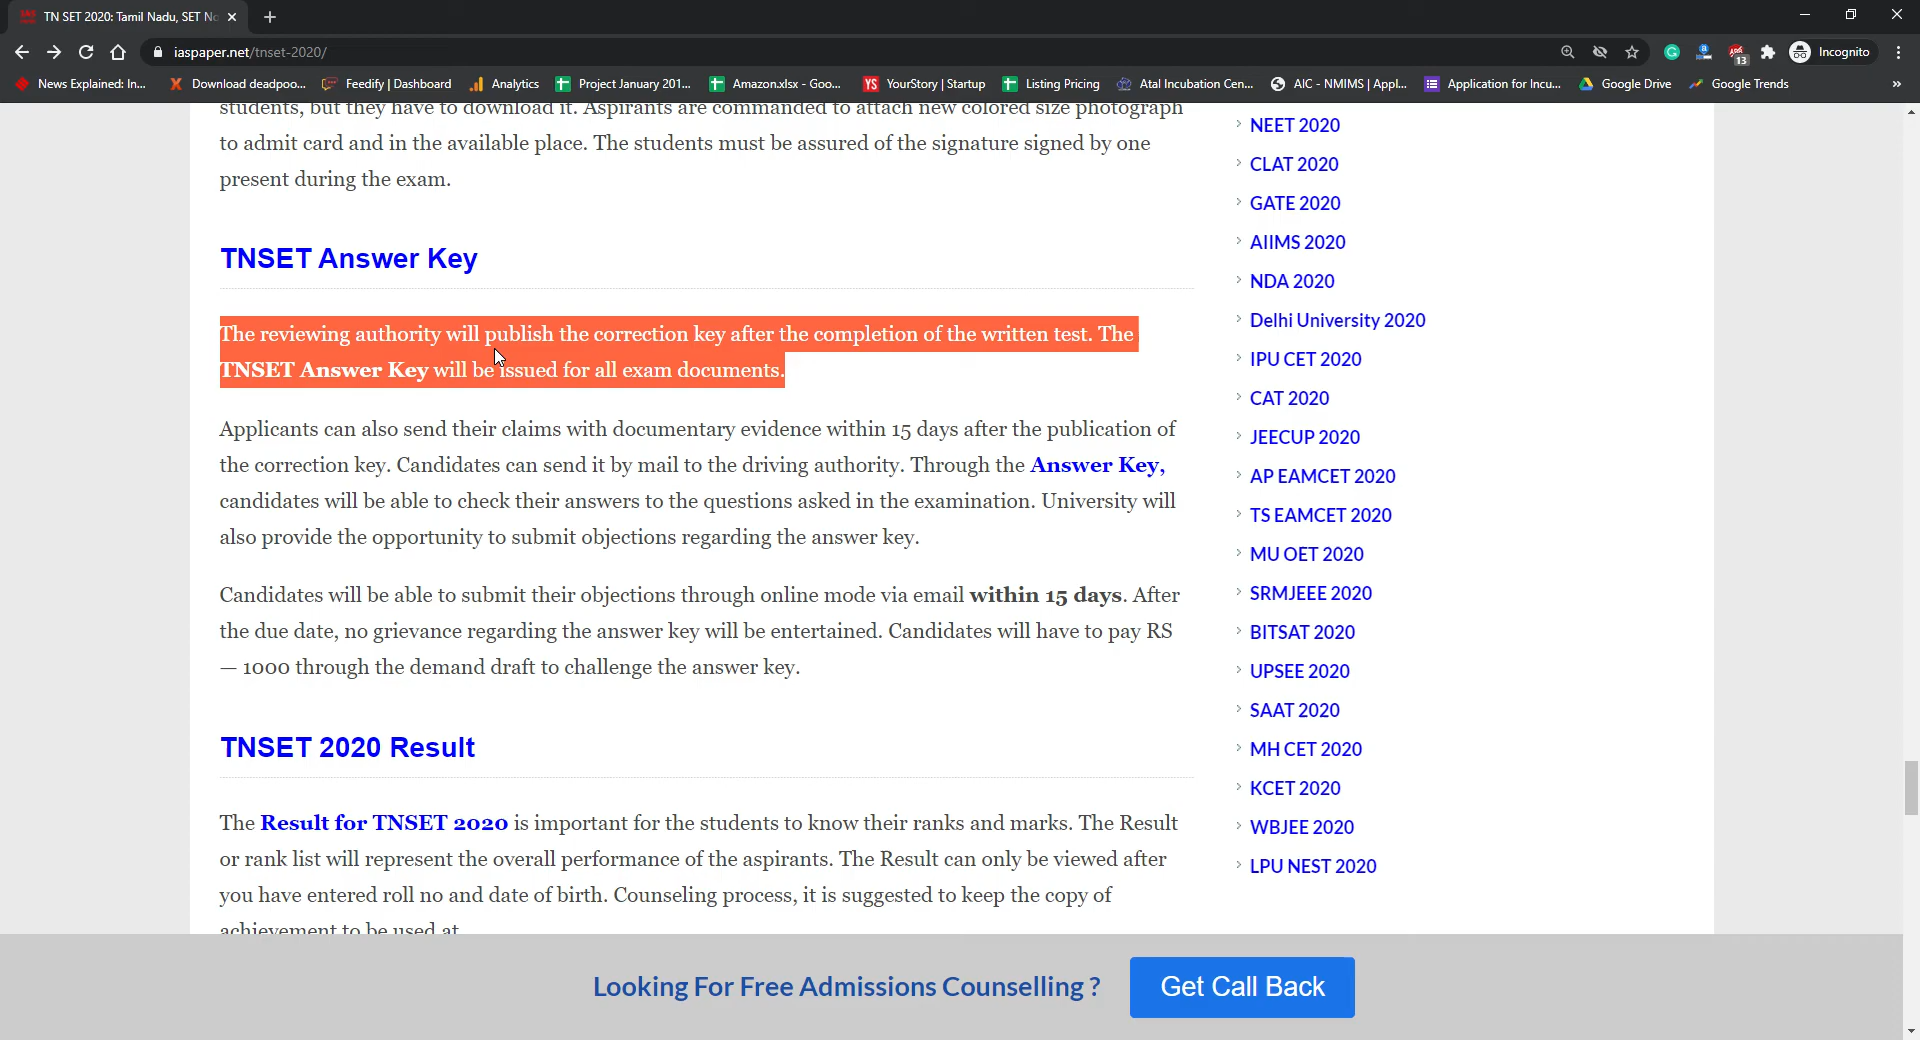 TN SET 2020: Tamil Nadu, SET No
iaspaper.net/tnset-2020/
13
Incognito
News Explained: In...
Download deadpoo...
Feedify | Dashboard
Analytics
Project January 201...
Amazon.xlsx - Goo...
YS
YourStory | Startup
Listing Pricing
Atal Incubation Cen...
AIC - NMIMS | Appl...
Application for Incu...
Google Drive
Google Trends
»
students, but they have to download it. Aspirants are commanded to attach new colored size photograph
to admit card and in the available place. The students must be assured of the signature signed by one
present during the exam.
TNSET Answer Key
The reviewing authority will publish the correction key after the completion of the written test. The
TNSET Answer Key will be issued for all exam documents.
Applicants can also send their claims with documentary evidence within 15 days after the publication of
the correction key. Candidates can send it by mail to the driving authority. Through the Answer Key,
candidates will be able to check their answers to the questions asked in the examination. University will
also provide the opportunity to submit objections regarding the answer key.
Candidates will be able to submit their objections through online mode via email within 15 days. After
the due date, no grievance regarding the answer key will be entertained. Candidates will have to pay RS
— 1000 through the demand draft to challenge the answer key.
TNSET 2020 Result
The Result for TNSET 2020 is important for the students to know their ranks and marks. The Result
or rank list will represent the overall performance of the aspirants. The Result can only be viewed after
you have entered roll no and date of birth. Counseling process, it is suggested to keep the copy of
achievement to be used at
NEET 2020
CLAT 2020
GATE 2020
AIIMS 2020
NDA 2020
Delhi University 2020
IPU CET 2020
CAT 2020
JEECUP 2020
AP EAMCET 2020
TS EAMCET 2020
MU OET 2020
SRMJEEE 2020
BITSAT 2020
UPSEE 2020
SAAT 2020
MH CET 2020
KCET 2020
WBJEE 2020
LPU NEST 2020
Looking For Free Admissions Counselling ?
Get Call Back